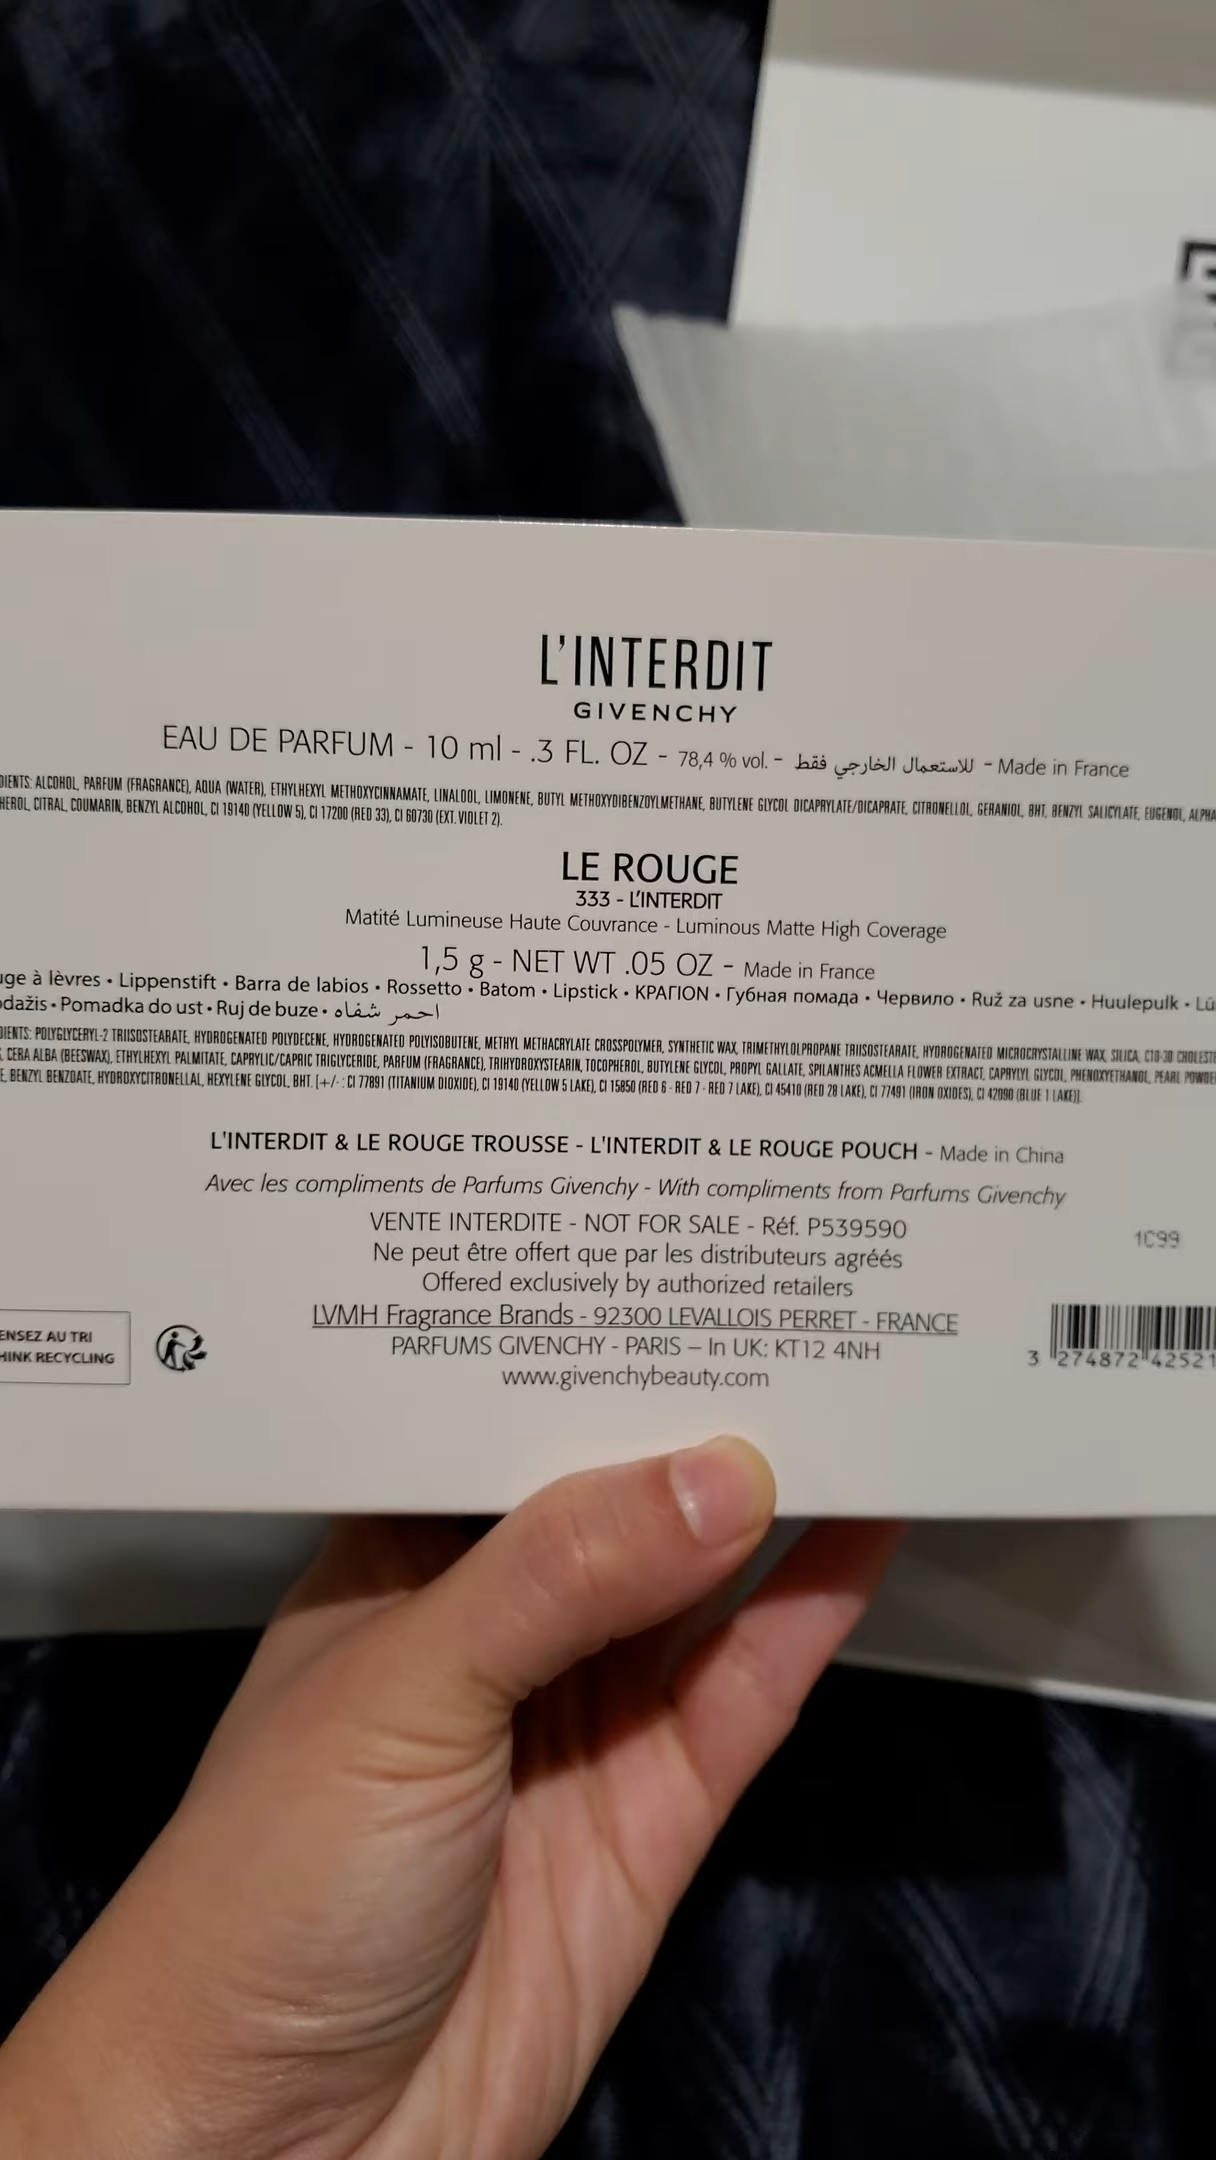 L'INTERDIT
GIVENCHY
EAU DE PARFUM - 10 ml - .3 FL. OZ - 78,4 % vol. - للاستعمال الخارجي فقط - Made in France
DIENTS: ALCOHOL, PARFUM (FRAGRANCE), AQUA (WATER), ETHYLHEXYL METHOXYCINNAMATE, LINALOOL, LIMONENE, BUTYL METHOXYDIBENZOYLMETHANE, BUTYLENE GLYCOL DICAPRYLATE/DICAPRATE, CITRONELLOL, GERANIOL, BHT, BENZYL SALICYLATE, EUGENOL, ALPHA
HEROL, CITRAL, COUMARIN, BENZYL ALCOHOL, CI 19140 (YELLOW 5), CI 17200 (RED 33), CI 60730 (EXT. VIOLET 2).
LE ROUGE
333 - L'INTERDIT
Matité Lumineuse Haute Couvrance - Luminous Matte High Coverage
1,5 g - NET WT .05 OZ - Made in France
uge à lèvres • Lippenstift • Barra de labios • Rossetto • Batom • Lipstick • ΚΡΑΓΙΟΝ • Губная помада • Червило • Ruž za usne • Huulepulk • Lū
odažis • Pomadka do ust • Ruj de buze • احمر شفاه
DIENTS: POLYGLYCERYL-2 TRIISOSTEARATE, HYDROGENATED POLYDECENE, HYDROGENATED POLYISOBUTENE, METHYL METHACRYLATE CROSSPOLYMER, SYNTHETIC WAX, TRIMETHYLOLPROPANE TRIISOSTEARATE, HYDROGENATED MICROCRYSTALLINE WAX, SILICA, C10-30 CHOLESTE
CERA ALBA (BEESWAX), ETHYLHEXYL PALMITATE, CAPRYLIC/CAPRIC TRIGLYCERIDE, PARFUM (FRAGRANCE), TRIHYDROXYSTEARIN, TOCOPHEROL, BUTYLENE GLYCOL, PROPYL GALLATE, SPILANTHES ACMELLA FLOWER EXTRACT, CAPRYLYL GLYCOL, PHENOXYETHANOL, PEARL POWDE
E, BENZYL BENZOATE, HYDROXYCITRONELLAL, HEXYLENE GLYCOL, BHT. [+/-: CI 77891 (TITANIUM DIOXIDE), CI 19140 (YELLOW 5 LAKE), CI 15850 (RED 6 - RED 7 - RED 7 LAKE), CI 45410 (RED 28 LAKE), CI 77491 (IRON OXIDES), CI 42090 (BLUE 1 LAKE)].
L'INTERDIT & LE ROUGE TROUSSE - L'INTERDIT & LE ROUGE POUCH - Made in China
Avec les compliments de Parfums Givenchy - With compliments from Parfums Givenchy
VENTE INTERDITE - NOT FOR SALE - Réf. P539590
Ne peut être offert que par les distributeurs agréés
Offered exclusively by authorized retailers
LVMH Fragrance Brands - 92300 LEVALLOIS PERRET - FRANCE
PARFUMS GIVENCHY - PARIS – In UK: KT12 4NH
www.givenchybeauty.com
ENSEZ AU TRI
HINK RECYCLING
1C99
3 274872 42521